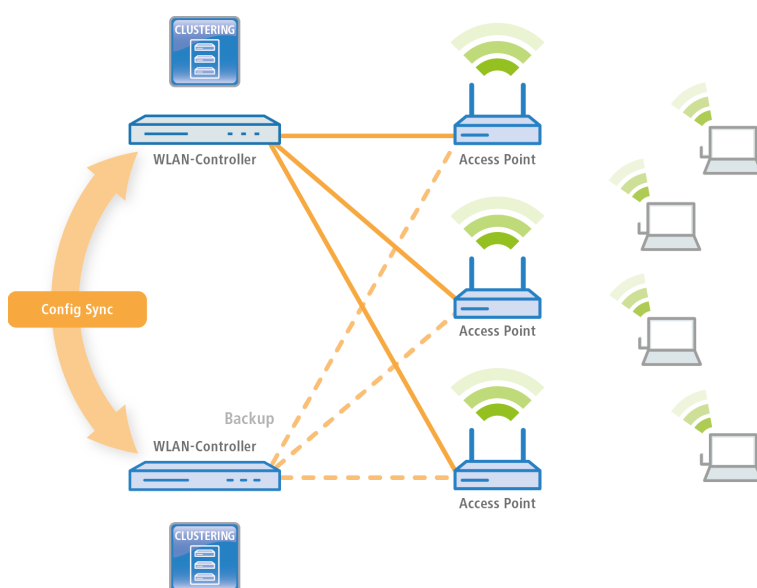 CLUSTERING
WLAN-Controller
Access Point
Access Point
Config Sync
Backup
WLAN-Controller
Access Point
CLUSTERING